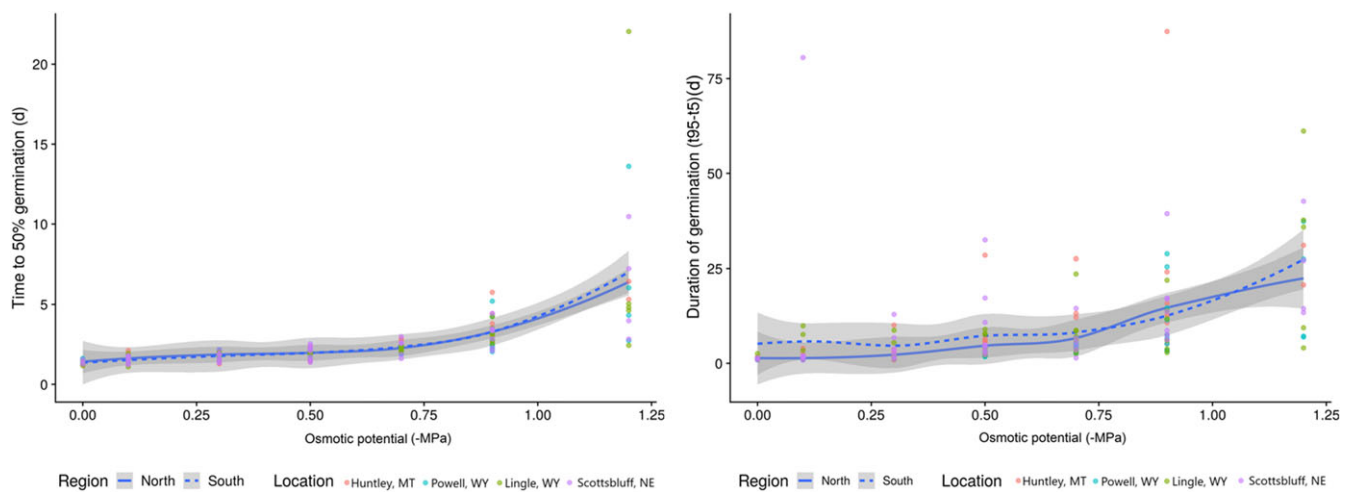 Time to 50% germination (d)
20
15
10
5
0
0.00 0.25 0.50 0.75 1.00 1.25
Osmotic potential (-MPa)
Region North South Location Huntley, MT Powell, WY Lingle, WY Scottsbluff, NE
Duration of germination (t95-t5)(d)
75
50
25
0
0.00 0.25 0.50 0.75 1.00 1.25
Osmotic potential (-MPa)
Region North South Location Huntley, MT Powell, WY Lingle, WY Scottsbluff, NE